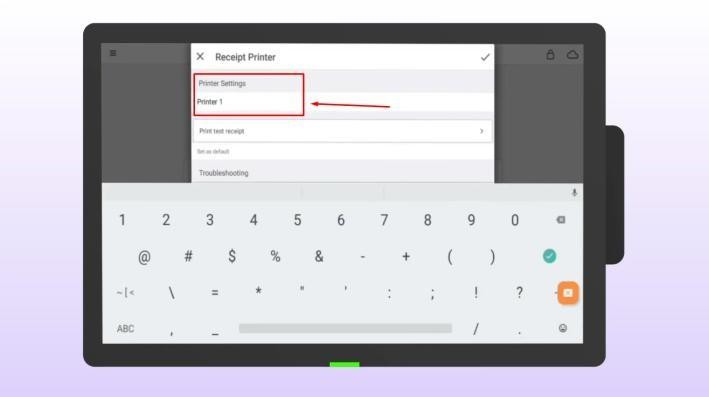 Receipt Printer
Printer Settings
Printer 1
Print test receipt
Set as default
Troubleshooting
1 2 3 4 5 6 7 8 9 0
@ # $ % & - + ( )
~ [ < \ = * " ' : ; ! ?
ABC , _ / .